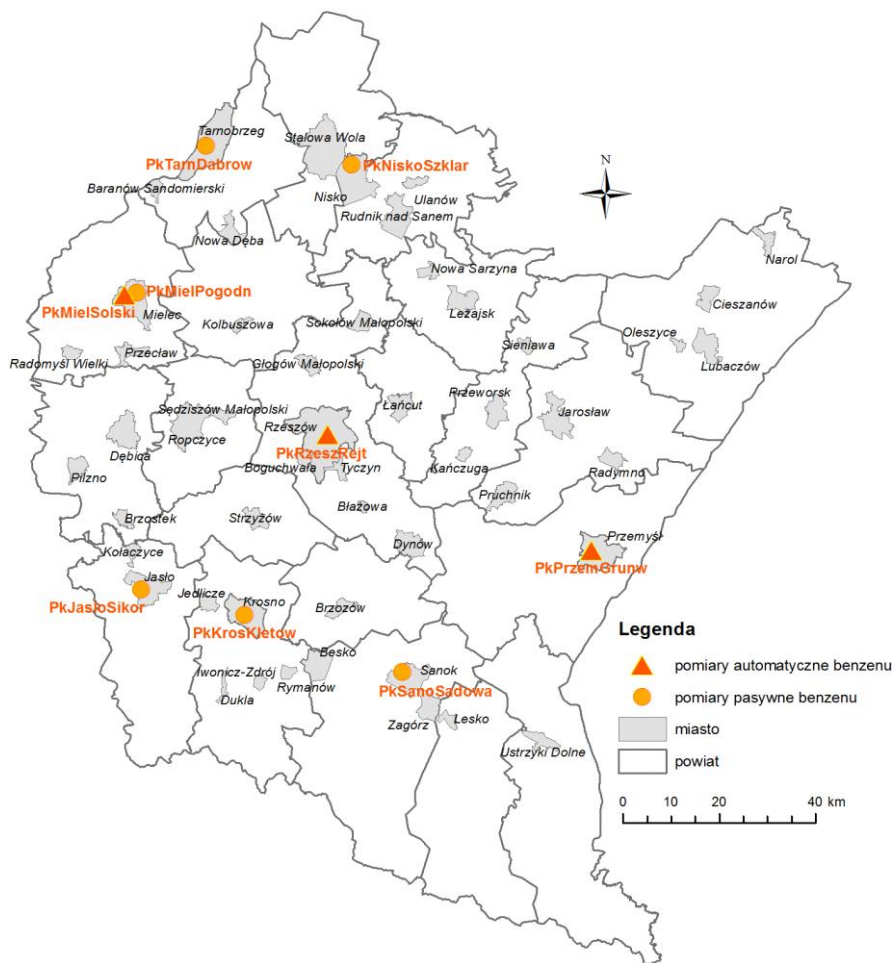 Tarnobrzeg
PkTarnDabrow
Stalowa Wola
PkNiskoSzklar
Baranów Sandomierski
Nisko
Ulanów
Rudnik nad Sanem
N
Nowa Dęba
Narol
Nowa Sarzyna
PkMielPogodn
Cieszanów
PkMielSolski
Mielec
Leżajsk
Kolbuszowa
Sokołów Małopolski
Oleszyce
Sieniawa
Radomyśl Wielki
Przecław
Głogów Małopolski
Lubaczów
Przeworsk
Sędziszów Małopolski
Łańcut
Jarosław
Rzeszów
Ropczyce
PkRzeszRejt
Dębica
Boguchwała
Tyczyn
Kańczuga
Radymno
Pilzno
Pruchnik
Błażowa
Brzostek
Strzyżów
Przemyśl
Dynów
Kołaczyce
PkPrzemGrunw
Jasło
Jedlicze
Krosno
PkJasloSikor
Brzozów
PkKrosKletow
Besko
Sanok
Iwonicz-Zdrój
Rymanów
PkSanoSadowa
Dukla
Zagórz
Lesko
Ustrzyki Dolne
Legenda
pomiary automatyczne benzenu
pomiary pasywne benzenu
miasto
powiat
0 10 20 40 km